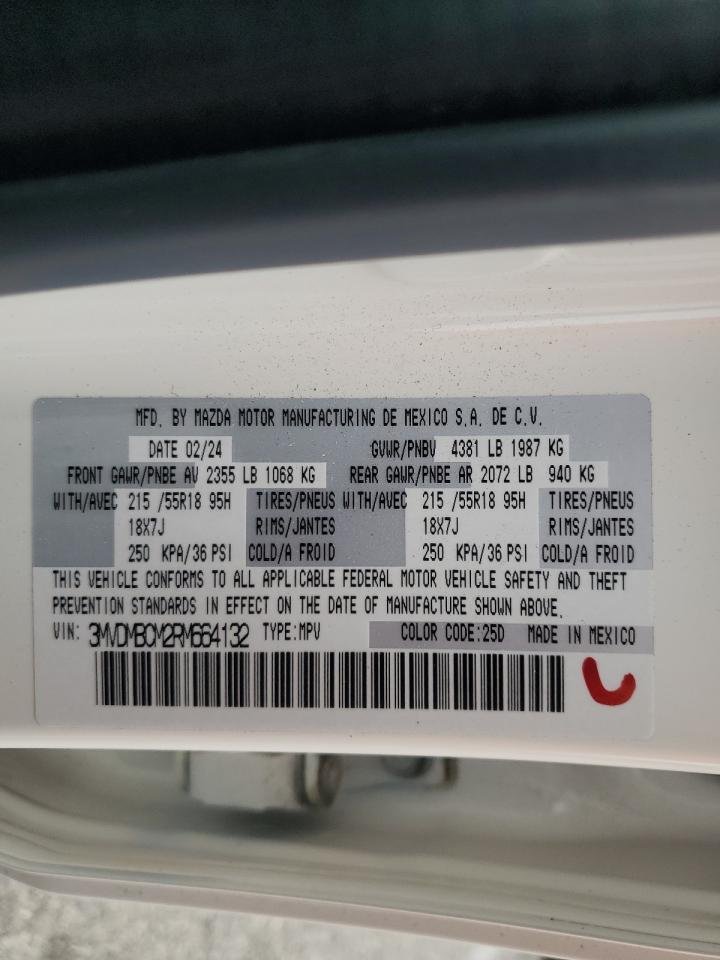 MFD. BY MAZDA MOTOR MANUFACTURING DE MEXICO S.A. DE C.V.
DATE 02/24 GVWR/PNBV 4381 LB 1987 KG
FRONT GAWR/PNBE AV 2355 LB 1068 KG REAR GAWR/PNBE AR 2072 LB 940 KG
WITH/AVEC 215 /55R18 95H TIRES/PNEUS WITH/AVEC 215 /55R18 95H TIRES/PNEUS
18X7J RIMS/JANTES 18X7J RIMS/JANTES
250 KPA/36 PSI COLD/A FROID 250 KPA/36 PSI COLD/A FROID
THIS VEHICLE CONFORMS TO ALL APPLICABLE FEDERAL MOTOR VEHICLE SAFETY AND THEFT
PREVENTION STANDARDS IN EFFECT ON THE DATE OF MANUFACTURE SHOWN ABOVE.
VIN: 3MVDMBCM2RM664132 TYPE:MPV COLOR CODE:25D MADE IN MEXICO